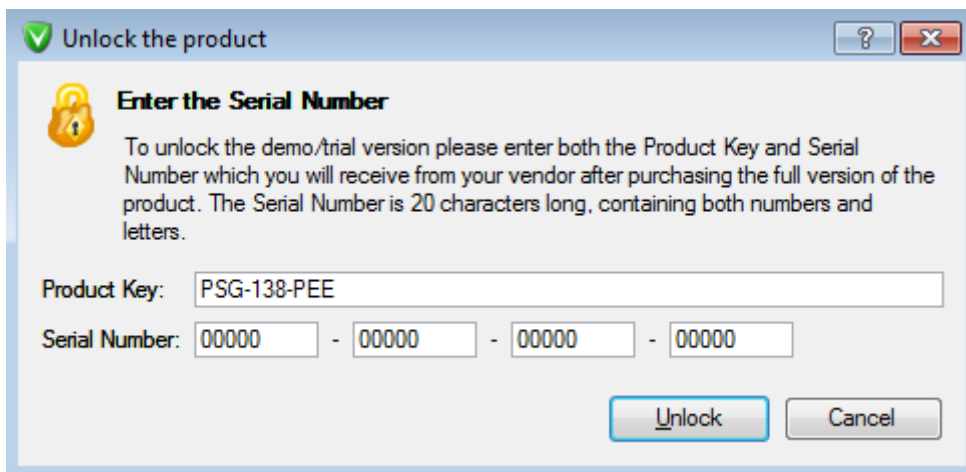 Unlock the product
Enter the Serial Number
To unlock the demo/trial version please enter both the Product Key and Serial
Number which you will receive from your vendor after purchasing the full version of the
product. The Serial Number is 20 characters long, containing both numbers and
letters.
Product Key: PSG-138-PEE
Serial Number: 00000 - 00000 - 00000 - 00000
Unlock Cancel